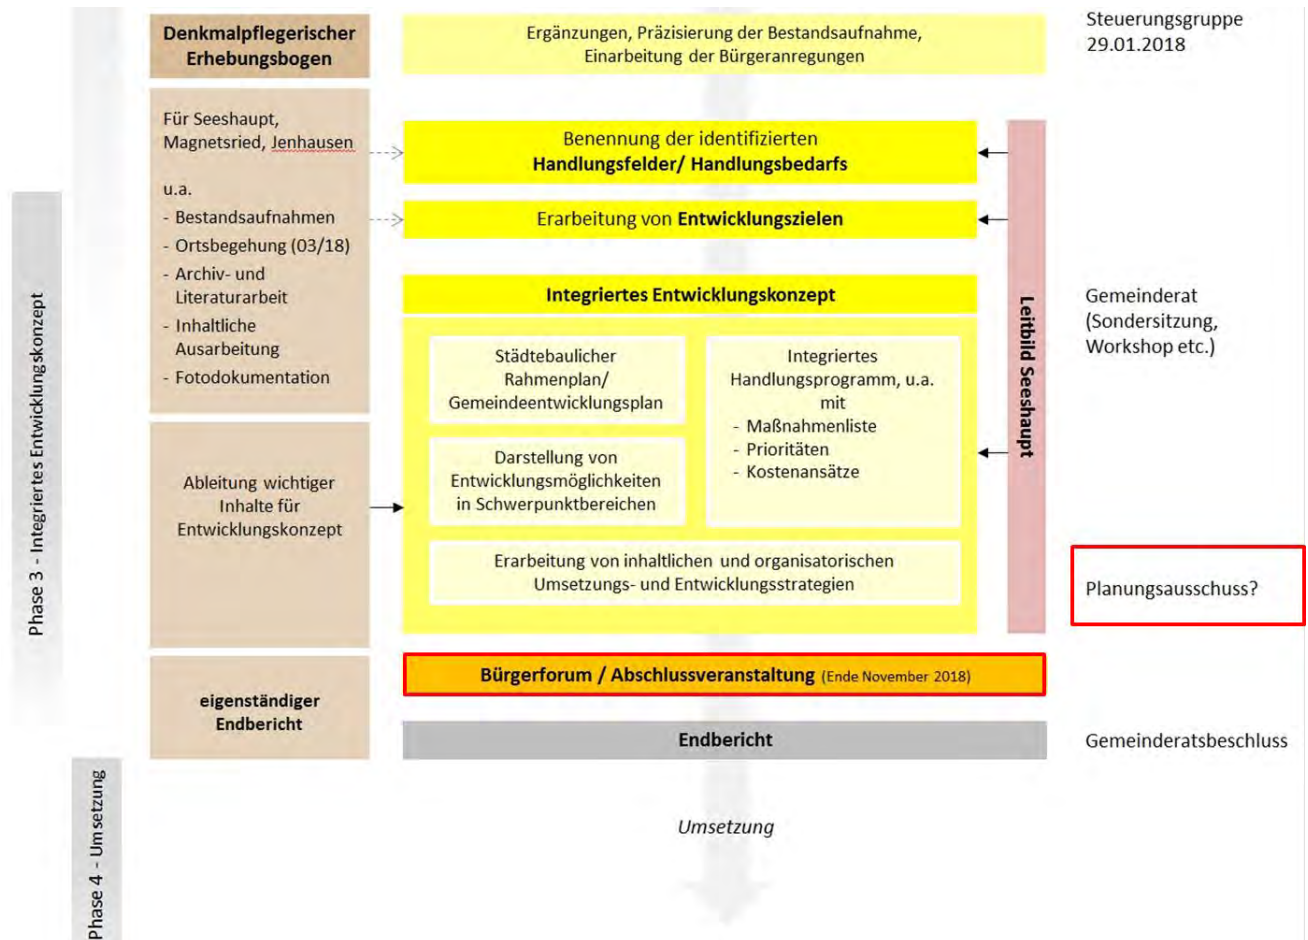 Denkmalpflegerischer
Erhebungsbogen
Ergänzungen, Präzisierung der Bestandsaufnahme,
Einarbeitung der Bürgeranregungen
Steuerungsgruppe
29.01.2018
Für Seeshaupt,
Magnetsried, Jenhausen
u.a.
- Bestandsaufnahmen
- Ortsbegehung (03/18)
- Archiv- und
Literaturarbeit
- Inhaltliche
Ausarbeitung
- Fotodokumentation
Benennung der identifizierten
Handlungsfelder/ Handlungsbedarfs
Erarbeitung von Entwicklungszielen
Integriertes Entwicklungskonzept
Städtebaulicher
Rahmenplan/
Gemeindeentwicklungsplan
Integriertes
Handlungsprogramm, u.a.
mit
- Maßnahmenliste
- Prioritäten
- Kostenansätze
Darstellung von
Entwicklungsmöglichkeiten
in Schwerpunktbereichen
Erarbeitung von inhaltlichen und organisatorischen
Umsetzungs- und Entwicklungsstrategien
Leitbild Seeshaupt
Gemeinderat
(Sondersitzung,
Workshop etc.)
Phase 3 - Integriertes Entwicklungskonzept
Ableitung wichtiger
Inhalte für
Entwicklungskonzept
Planungsausschuss?
Bürgerforum / Abschlussveranstaltung (Ende November 2018)
eigenständiger
Endbericht
Endbericht
Gemeinderatsbeschluss
Umsetzung
Phase 4 - Umsetzung